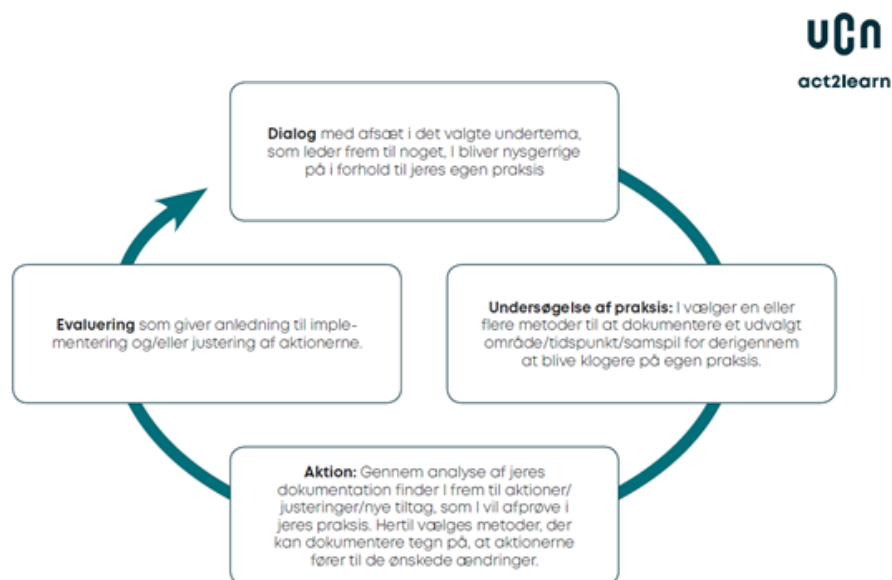 ucn
act2learn
Dialog med afsæt i det valgte undertema,
som leder frem til noget, I bliver nysgerrige
på i forhold til jeres egen praksis
Undersøgelse af praksis: I vælger en eller
flere metoder til at dokumentere et udvalgt
område/tidspunkt/samspil for derigennem
at blive klogere på egen praksis.
Aktion: Gennem analyse af jeres
dokumentation finder I frem til aktioner/
justeringer/nye tiltag, som I vil afprøve i
jeres praksis. Hertil vælges metoder, der
kan dokumentere tegn på, at aktionerne
fører til de ønskede ændringer.
Evaluering som giver anledning til imple-
mentering og/eller justering af aktionerne.